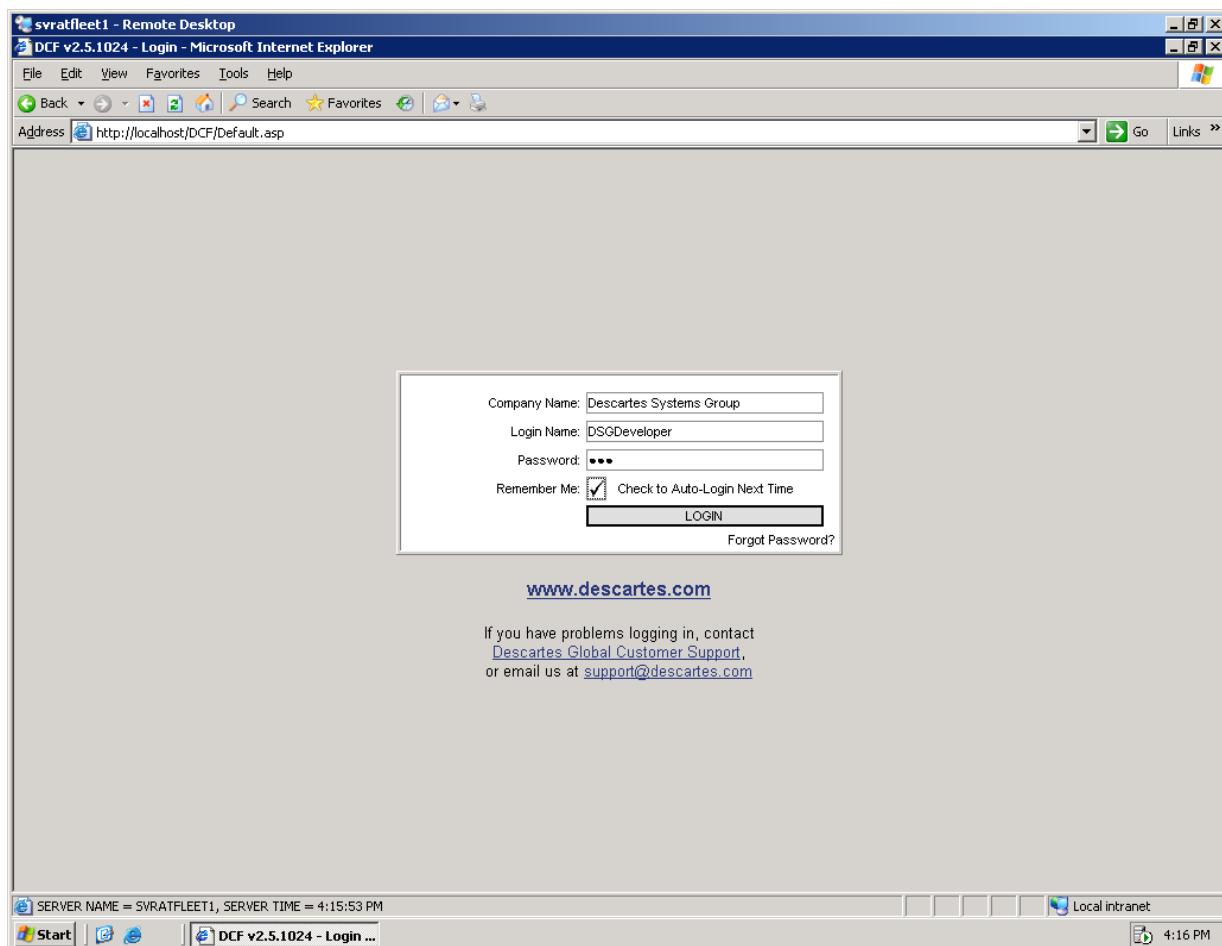 svratfleet1 - Remote Desktop
DCF v2.5.1024 - Login - Microsoft Internet Explorer
File Edit View Favorites Tools Help
Back Search Favorites
Address http://localhost/DCF/Default.asp Go Links »
Company Name: Descartes Systems Group
Login Name: DSGDeveloper
Password: •••
Remember Me: Check to Auto-Login Next Time
LOGIN
Forgot Password?
www.descartes.com
If you have problems logging in, contact
Descartes Global Customer Support,
or email us at support@descartes.com
SERVER NAME = SVRATFLEET1, SERVER TIME = 4:15:53 PM Local intranet
Start DCF v2.5.1024 - Login ... 4:16 PM